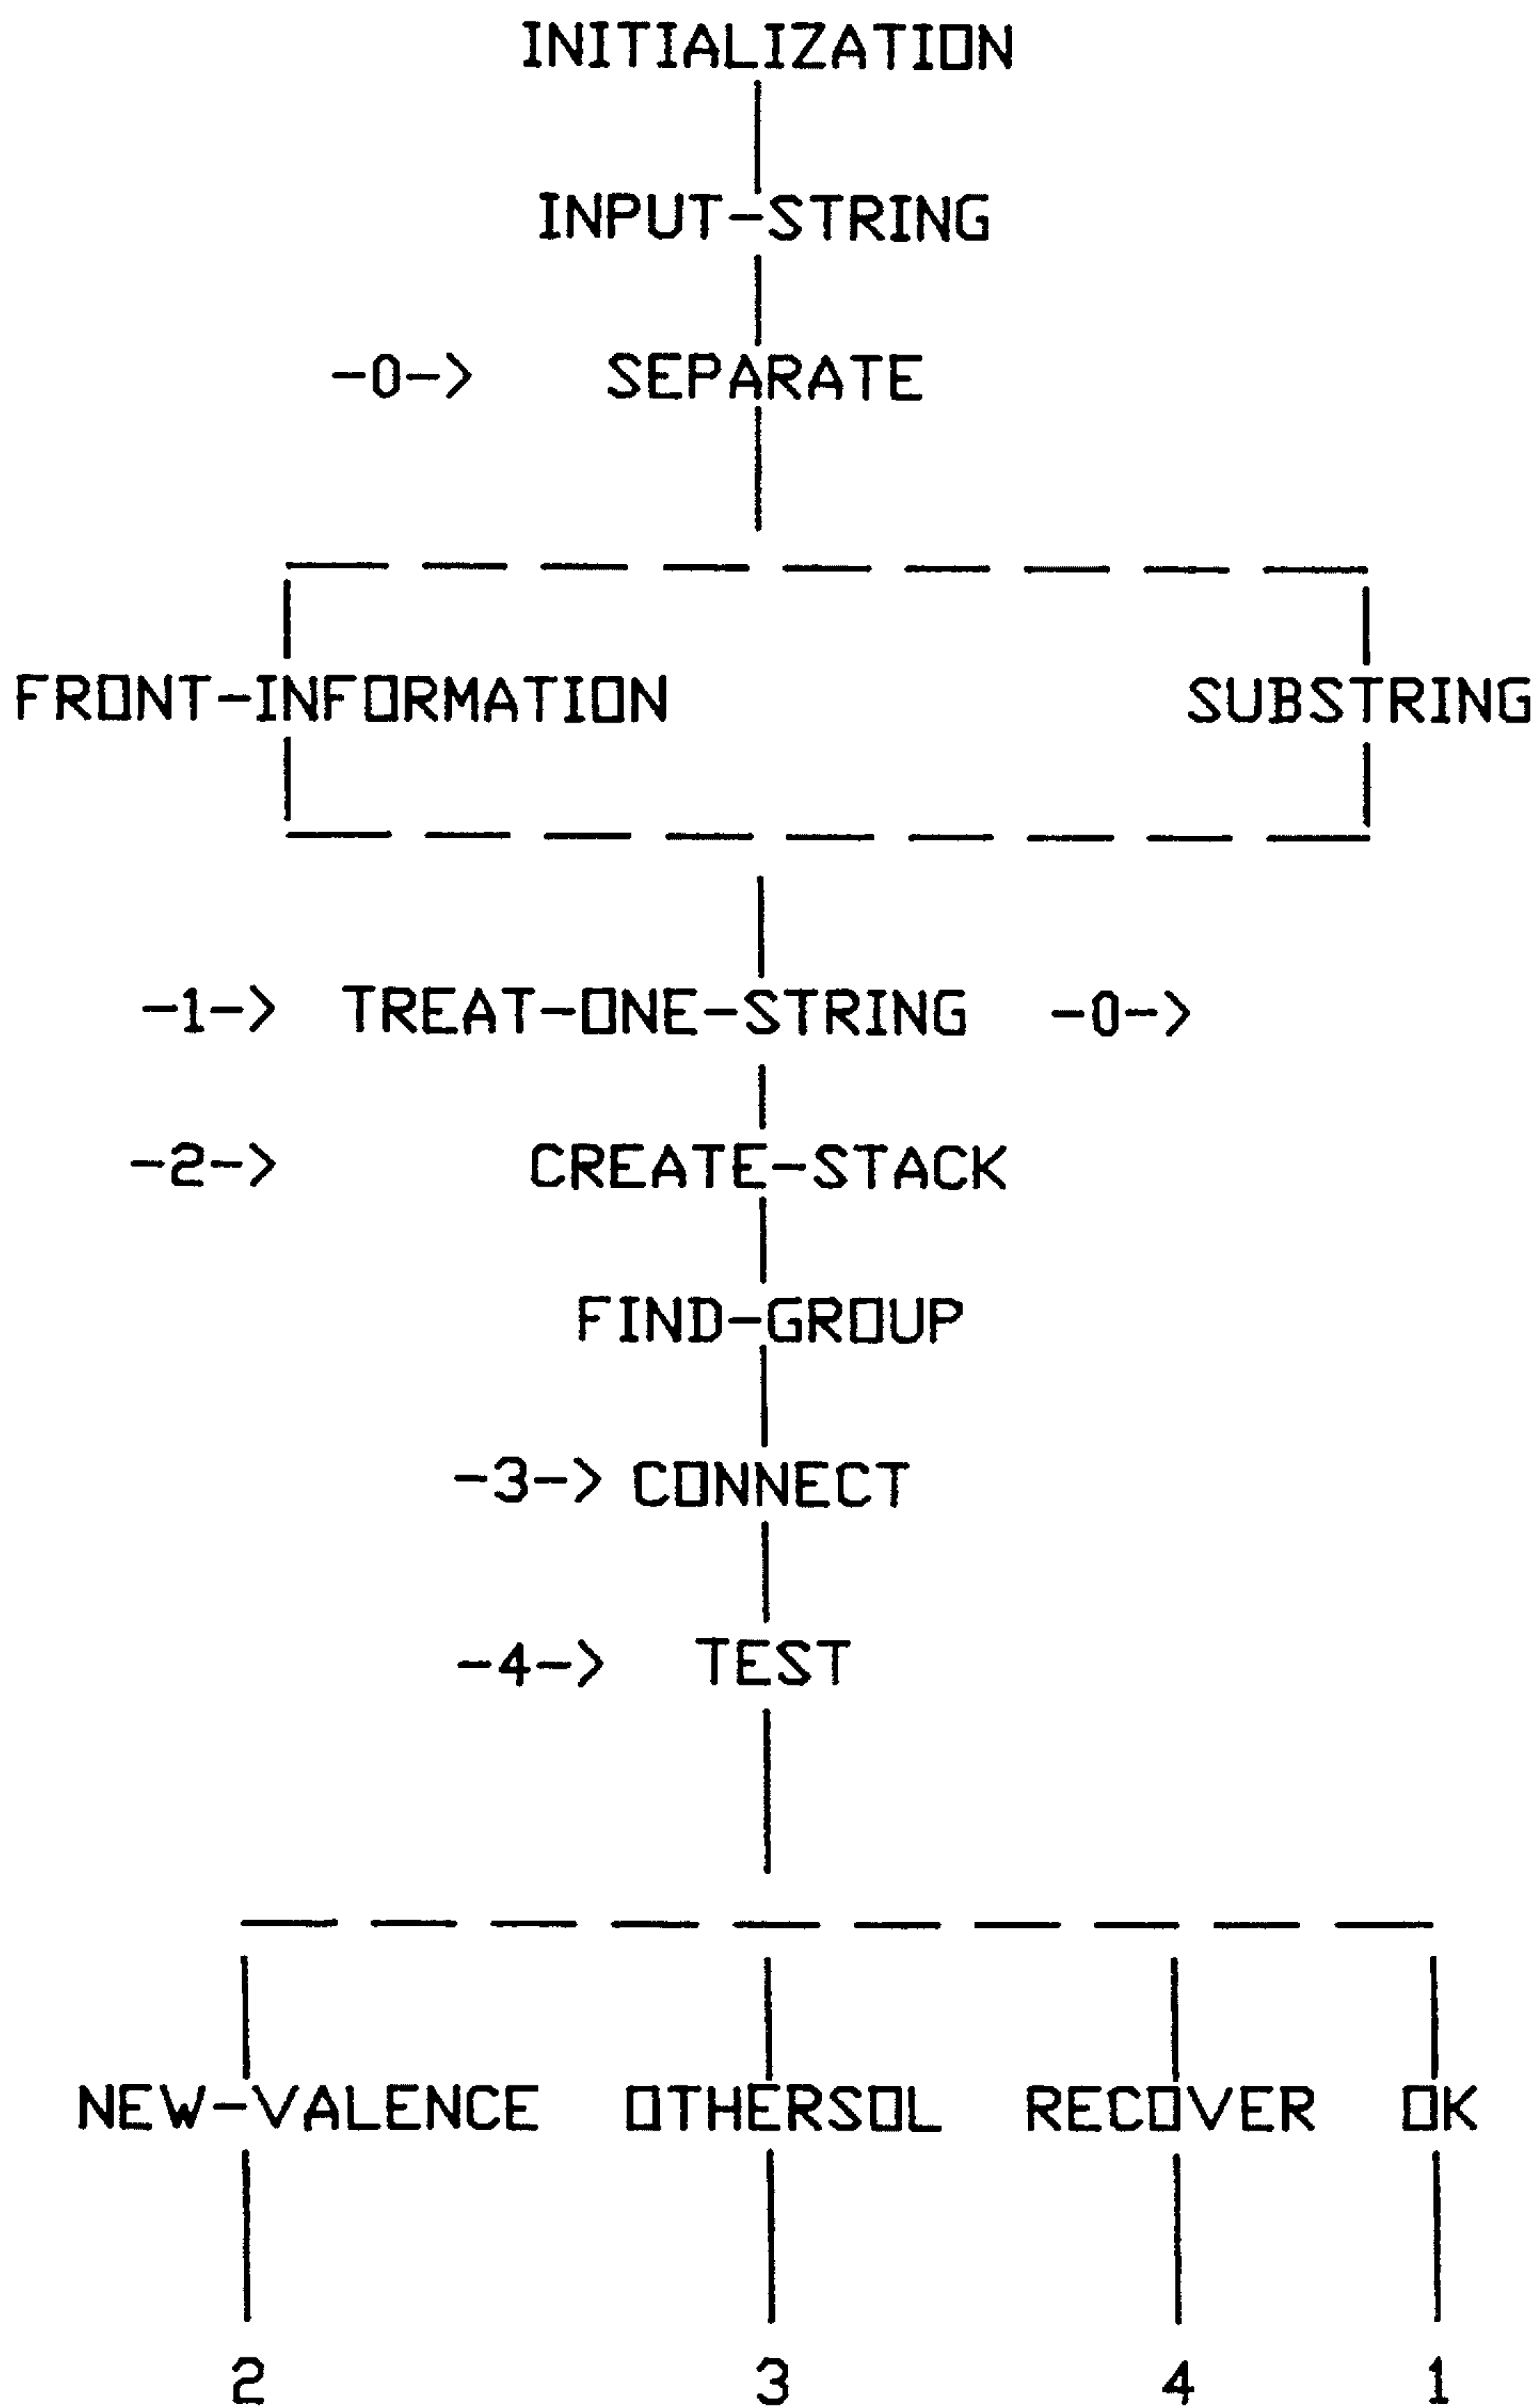 INITIALIZATION
INPUT-STRING
-0-> SEPARATE
FRONT-INFORMATION SUBSTRING
-1-> TREAT-ONE-STRING -0->
-2-> CREATE-STACK
FIND-GROUP
-3-> CONNECT
-4-> TEST
NEW-VALENCE OTHERSOL RECOVER OK
2 3 4 1